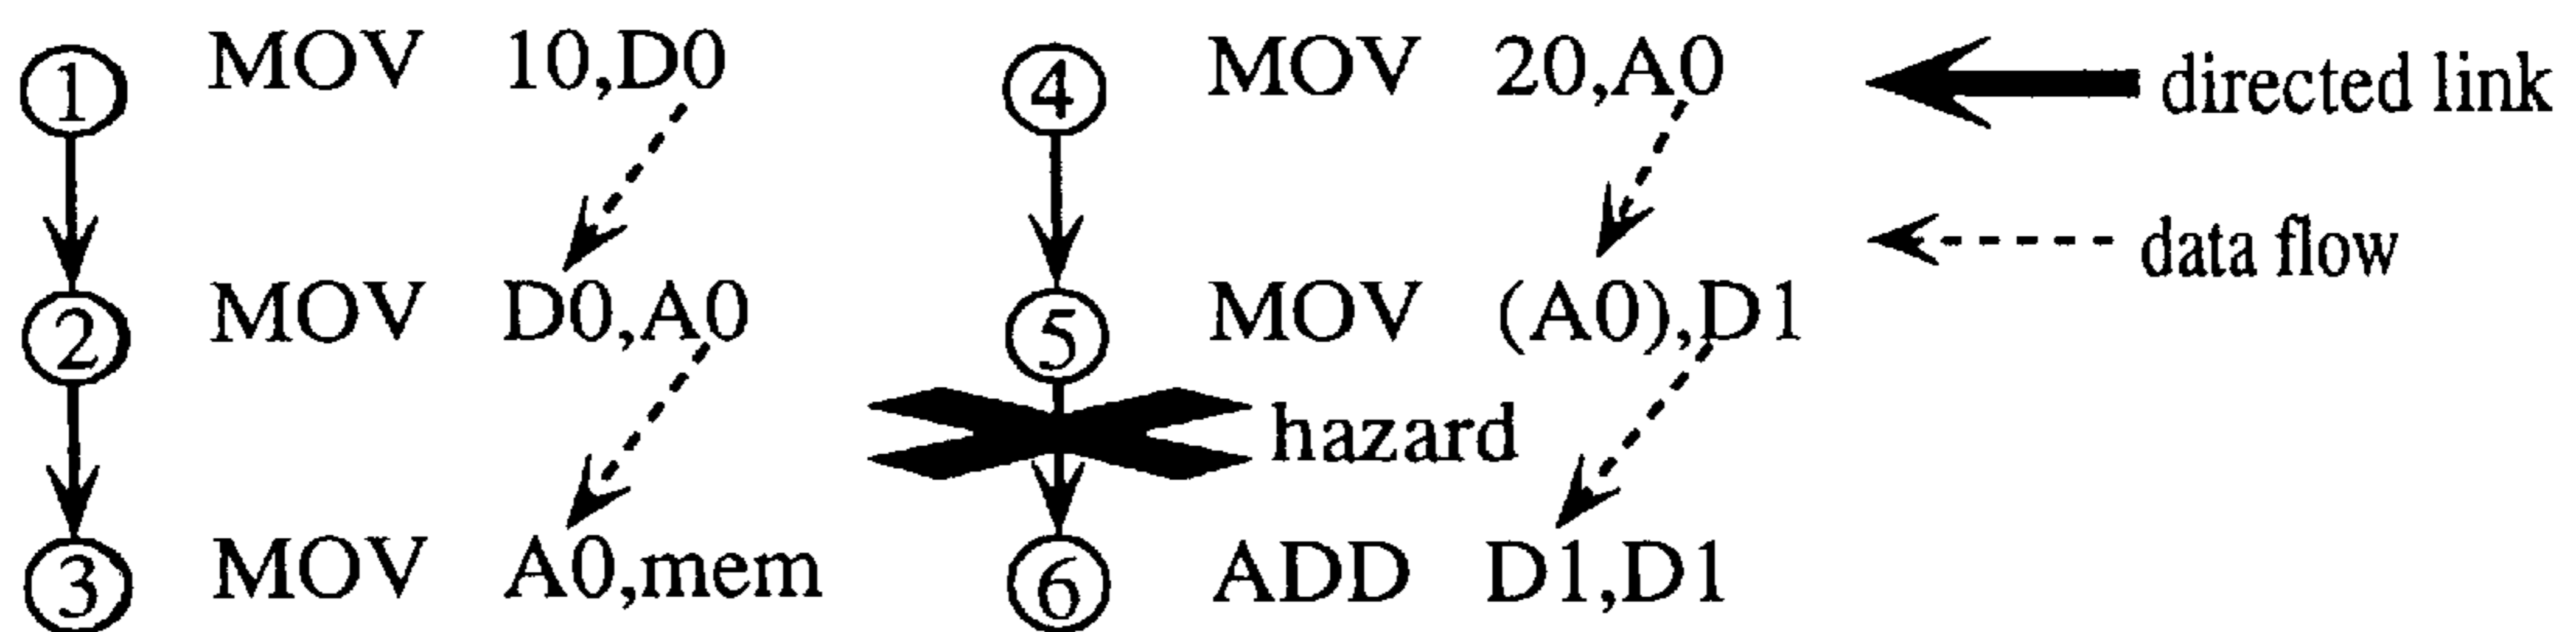 ① MOV 10,D0
② MOV D0,A0
③ MOV A0,mem
④ MOV 20,A0
⑤ MOV (A0),D1
hazard
⑥ ADD D1,D1
directed link
data flow